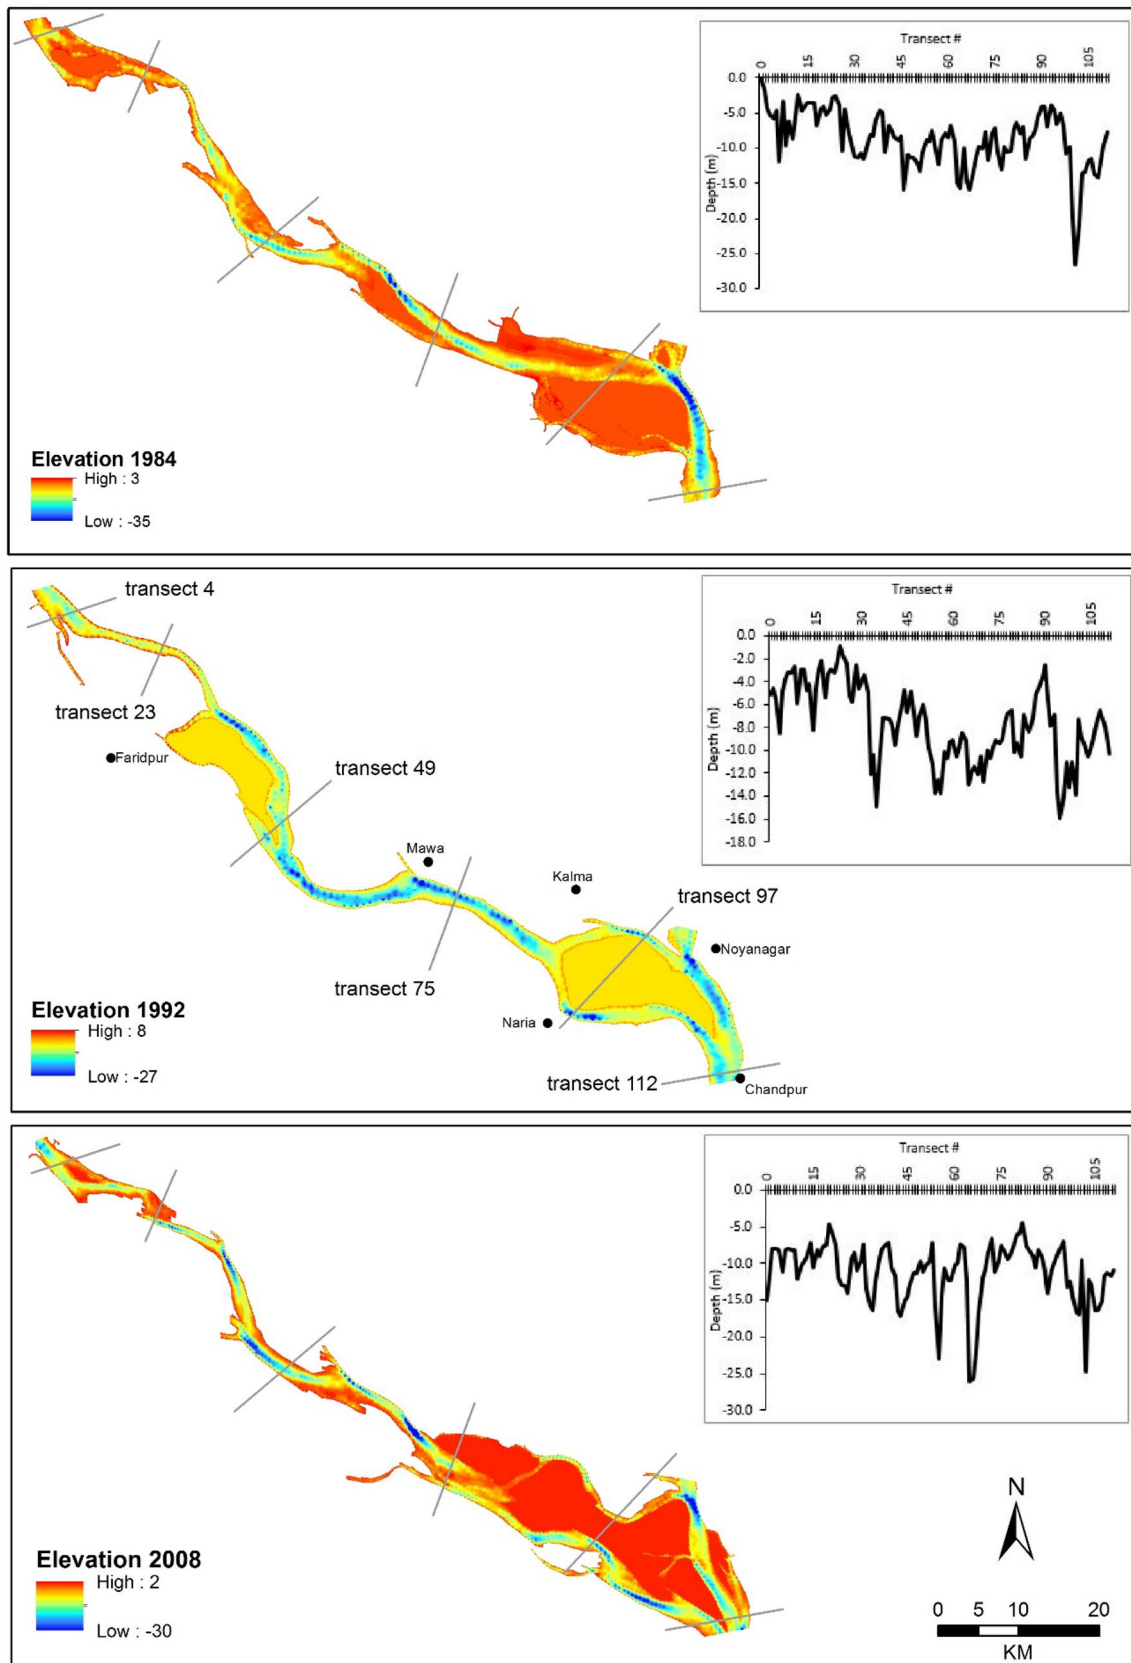 Transect #
0 15 30 45 60 75 90 105
0.0
-5.0
-10.0
-15.0
-20.0
-25.0
-30.0
Depth (m)
Elevation 1984
High : 3
Low : -35
transect 4
transect 23
Faridpur
transect 49
Mawa
Kalma
transect 97
Noyanagar
transect 75
Naria
transect 112
Chandpur
Transect #
0 15 30 45 60 75 90 105
0.0
-2.0
-4.0
-6.0
-8.0
-10.0
-12.0
-14.0
-16.0
-18.0
Depth (m)
Elevation 1992
High : 8
Low : -27
Transect #
0 15 30 45 60 75 90 105
0.0
-5.0
-10.0
-15.0
-20.0
-25.0
-30.0
Depth (m)
Elevation 2008
High : 2
Low : -30
N
0 5 10 20
KM